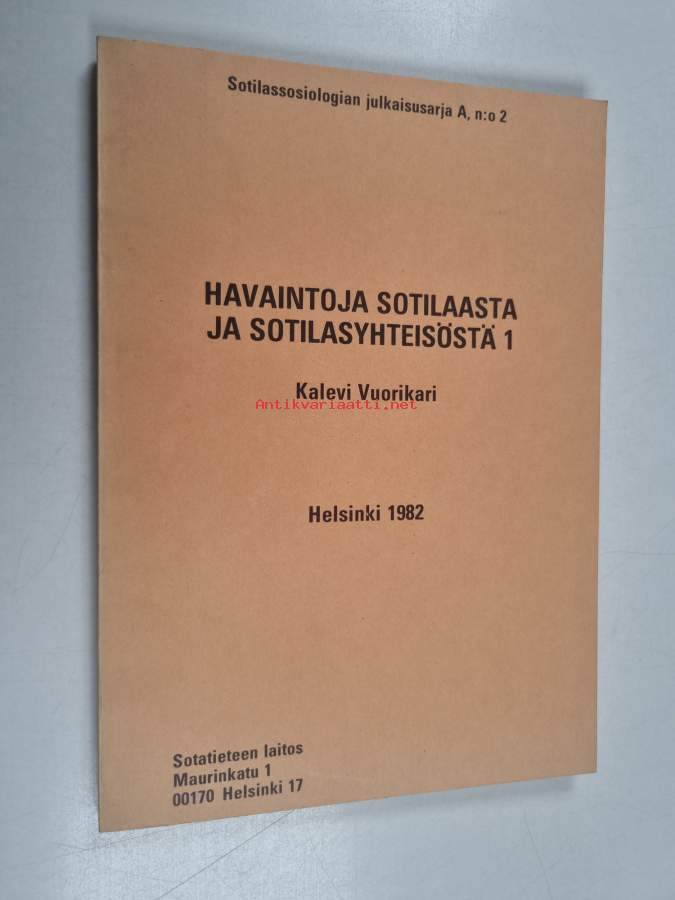 Sotilassosiologian julkaisusarja A, n:o 2
HAVAINTOJA SOTILAASTA
JA SOTILASYHTEISÖSTÄ 1
Kalevi Vuorikari
Antikvariaatti.net
Helsinki 1982
Sotatieteen laitos
Maurinkatu 1
00170 Helsinki 17